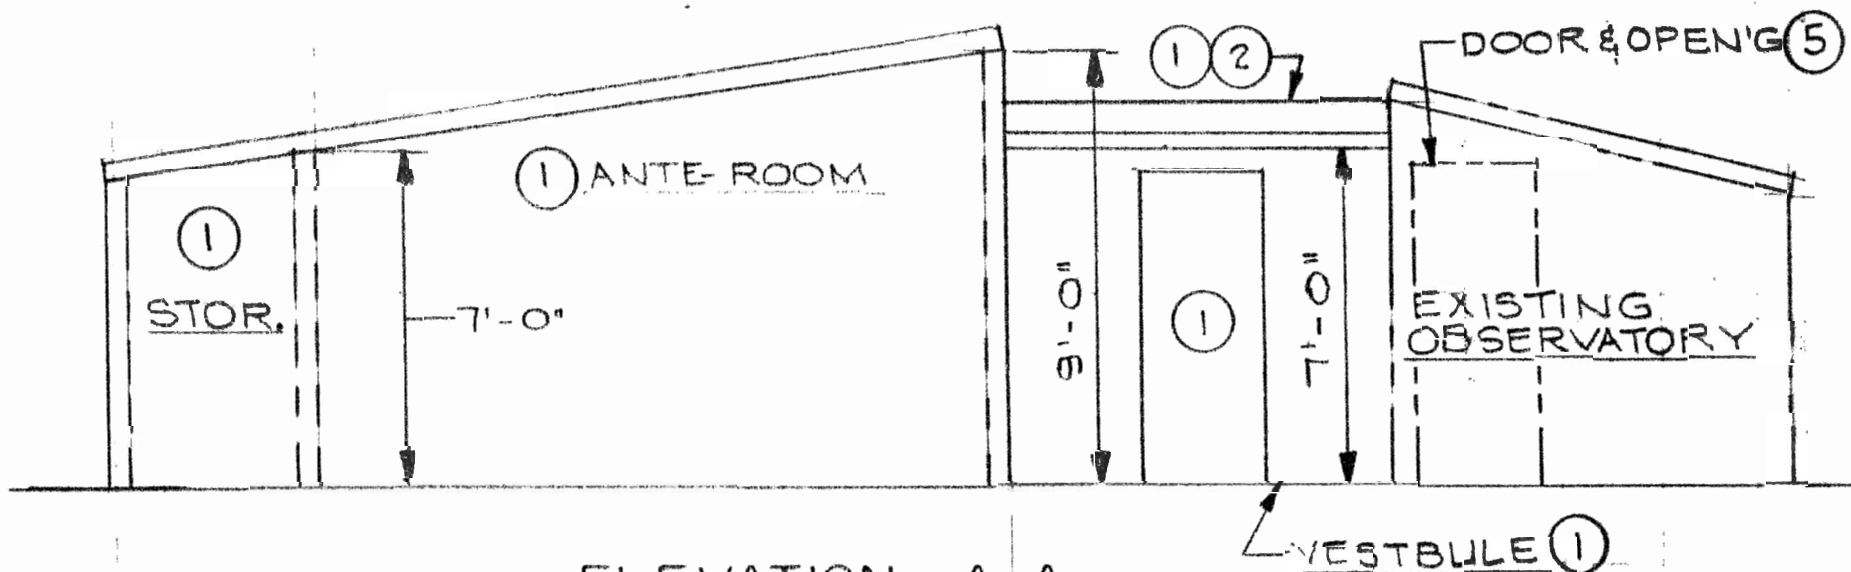 1 2
DOOR & OPEN'G 5
1 ANTE-ROOM
1
STOR.
7'-0"
9'-0"
1
7'-0"
EXISTING
OBSERVATORY
VESTBULE 1
ELEVATION A-A